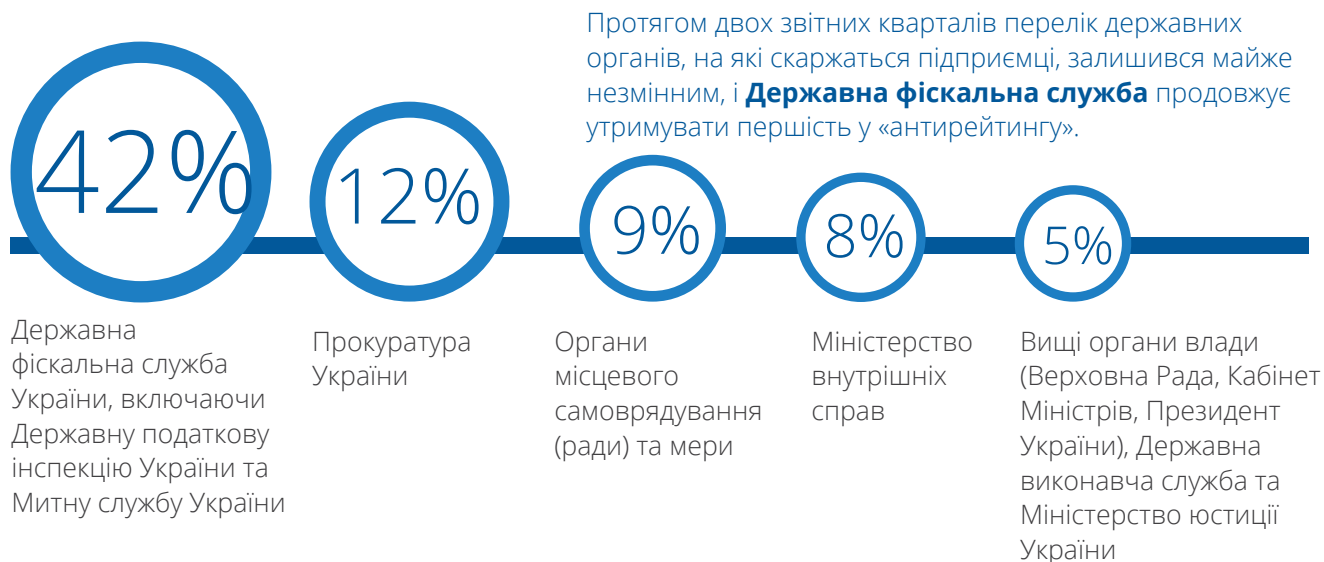 Протягом двох звітних кварталів перелік державних
органів, на які скаржаться підприємці, залишився майже
незмінним, і Державна фіскальна служба продовжує
утримувати першість у «антирейтингу».
42%
12%
9%
8%
5%
Державна
фіскальна служба
України, включаючи
Державну податкову
інспекцію України та
Митну службу України
Прокуратура
України
Органи
місцевого
самоврядування
(ради) та мери
Міністерство
внутрішніх
справ
Вищі органи влади
(Верховна Рада, Кабінет
Міністрів, Президент
України), Державна
виконавча служба та
Міністерство юстиції
України